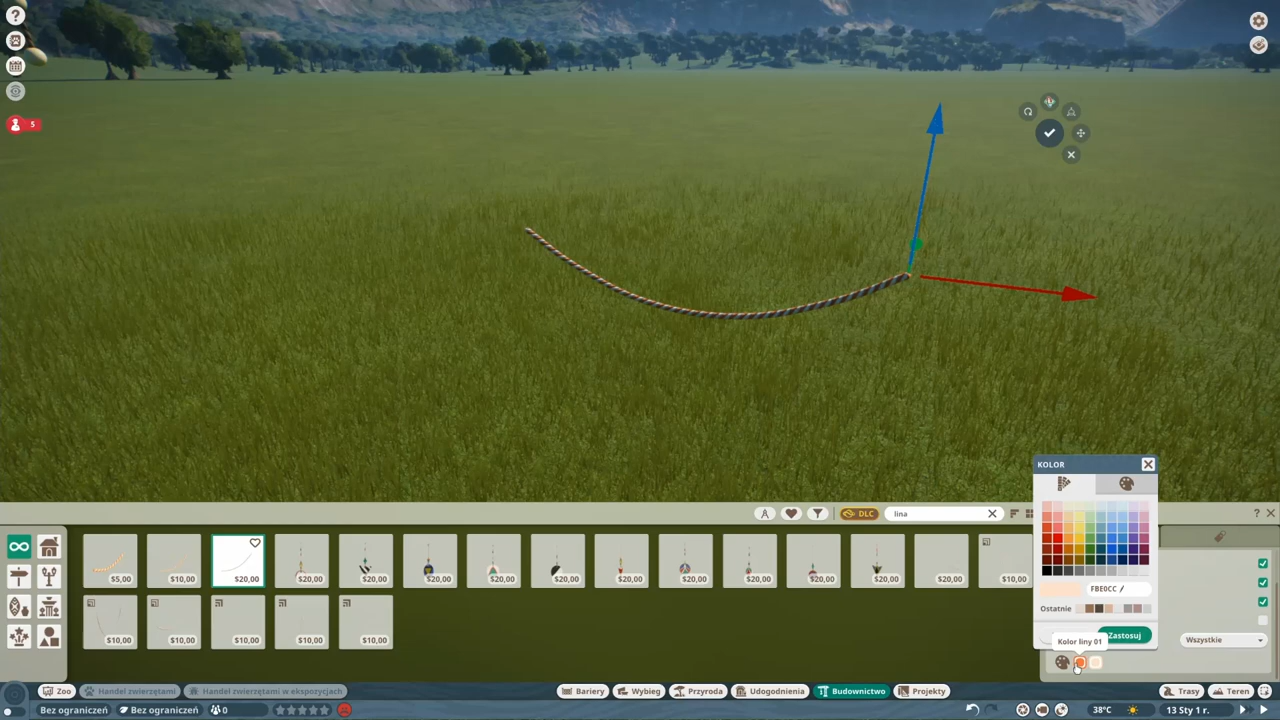 ?
5
KOLOR
DLC
lina
?
$5,00
$10,00
$20,00
$20,00
$20,00
$20,00
$20,00
$20,00
$20,00
$20,00
$20,00
$20,00
$20,00
$20,00
$10,00
$10,00
$10,00
$10,00
$10,00
$10,00
FBE0CC
Ostatnie
Zastosuj
Kolor liny 01
Wszystkie
Zoo
Handel zwierzętami
Handel zwierzętami w ekspozycjach
Bariery
Wybieg
Przyroda
Udogodnienia
Budownictwo
Projekty
Trasy
Teren
Bez ograniczeń
Bez ograniczeń
0
38°C
13 Sty 1 r.